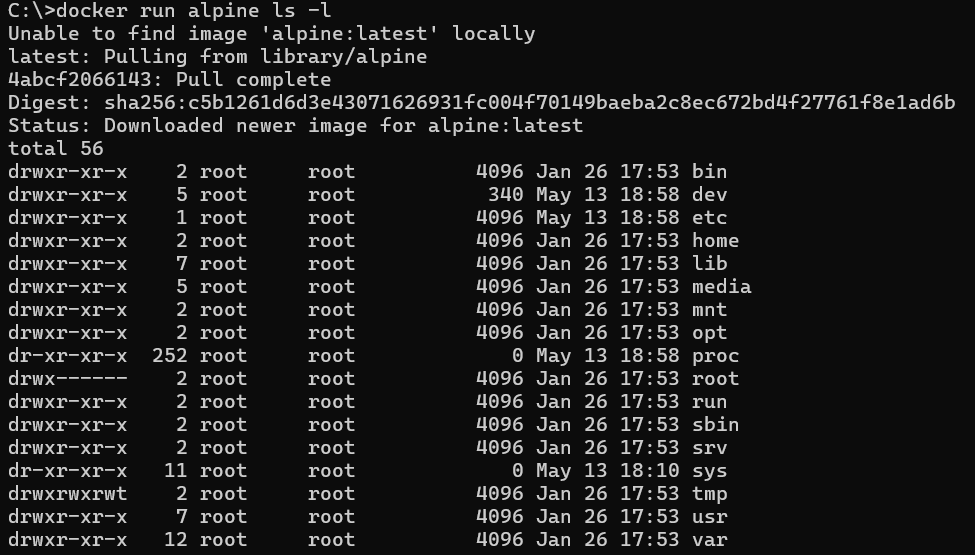 C:\>docker run alpine ls -l
Unable to find image 'alpine:latest' locally
latest: Pulling from library/alpine
4abcf2066143: Pull complete
Digest: sha256:c5b1261d6d3e43071626931fc004f70149baeba2c8ec672bd4f27761f8e1ad6b
Status: Downloaded newer image for alpine:latest
total 56
drwxr-xr-x    2 root     root          4096 Jan 26 17:53 bin
drwxr-xr-x    5 root     root           340 May 13 18:58 dev
drwxr-xr-x    1 root     root          4096 May 13 18:58 etc
drwxr-xr-x    2 root     root          4096 Jan 26 17:53 home
drwxr-xr-x    7 root     root          4096 Jan 26 17:53 lib
drwxr-xr-x    5 root     root          4096 Jan 26 17:53 media
drwxr-xr-x    2 root     root          4096 Jan 26 17:53 mnt
drwxr-xr-x    2 root     root          4096 Jan 26 17:53 opt
dr-xr-xr-x  252 root     root             0 May 13 18:58 proc
drwx------    2 root     root          4096 Jan 26 17:53 root
drwxr-xr-x    2 root     root          4096 Jan 26 17:53 run
drwxr-xr-x    2 root     root          4096 Jan 26 17:53 sbin
drwxr-xr-x    2 root     root          4096 Jan 26 17:53 srv
dr-xr-xr-x   11 root     root             0 May 13 18:10 sys
drwxrwxrwt    2 root     root          4096 Jan 26 17:53 tmp
drwxr-xr-x    7 root     root          4096 Jan 26 17:53 usr
drwxr-xr-x   12 root     root          4096 Jan 26 17:53 var